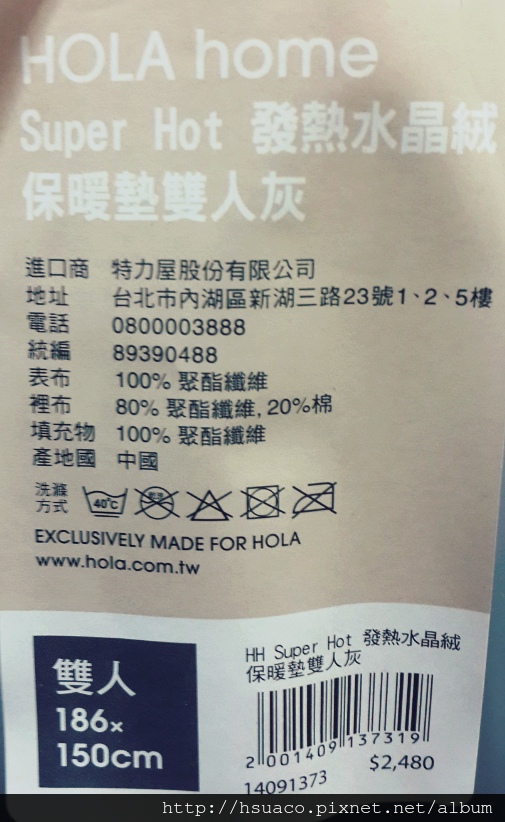 HOLA home
Super Hot 發熱水晶絨
保暖墊雙人灰
進口商 特力屋股份有限公司
地址 台北市內湖區新湖三路23號1、2、5樓
電話 0800003888
統編 89390488
表布 100% 聚酯纖維
裡布 80% 聚酯纖維, 20%棉
填充物 100% 聚酯纖維
產地國 中國
洗滌
方式
40°C
EXCLUSIVELY MADE FOR HOLA
www.hola.com.tw
雙人
186×
150cm
HH Super Hot 發熱水晶絨
保暖墊雙人灰
2 001409 137319
14091373 $2,480
http://hsuaco.pixnet.net/album